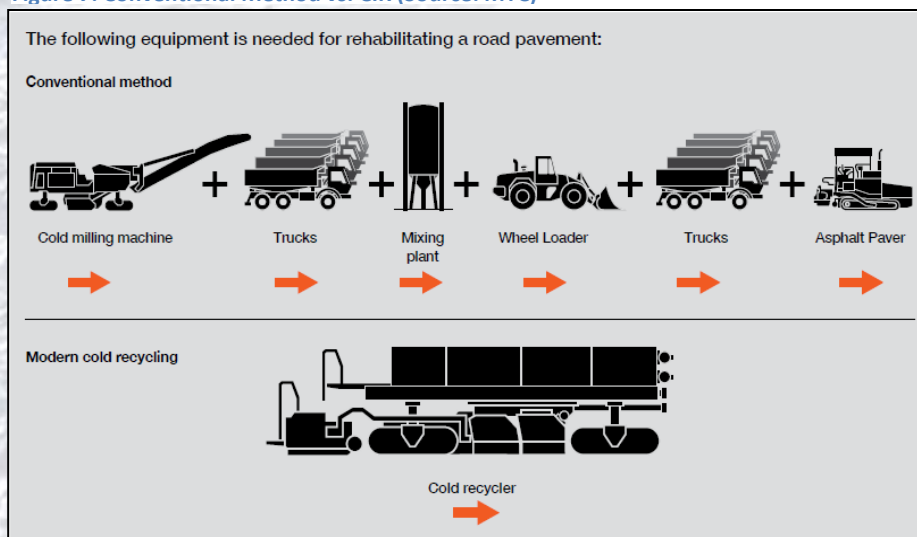 The following equipment is needed for rehabilitating a road pavement:
Conventional method
+ + + + +
Cold milling machine Trucks Mixing plant Wheel Loader Trucks Asphalt Paver
Modern cold recycling
Cold recycler